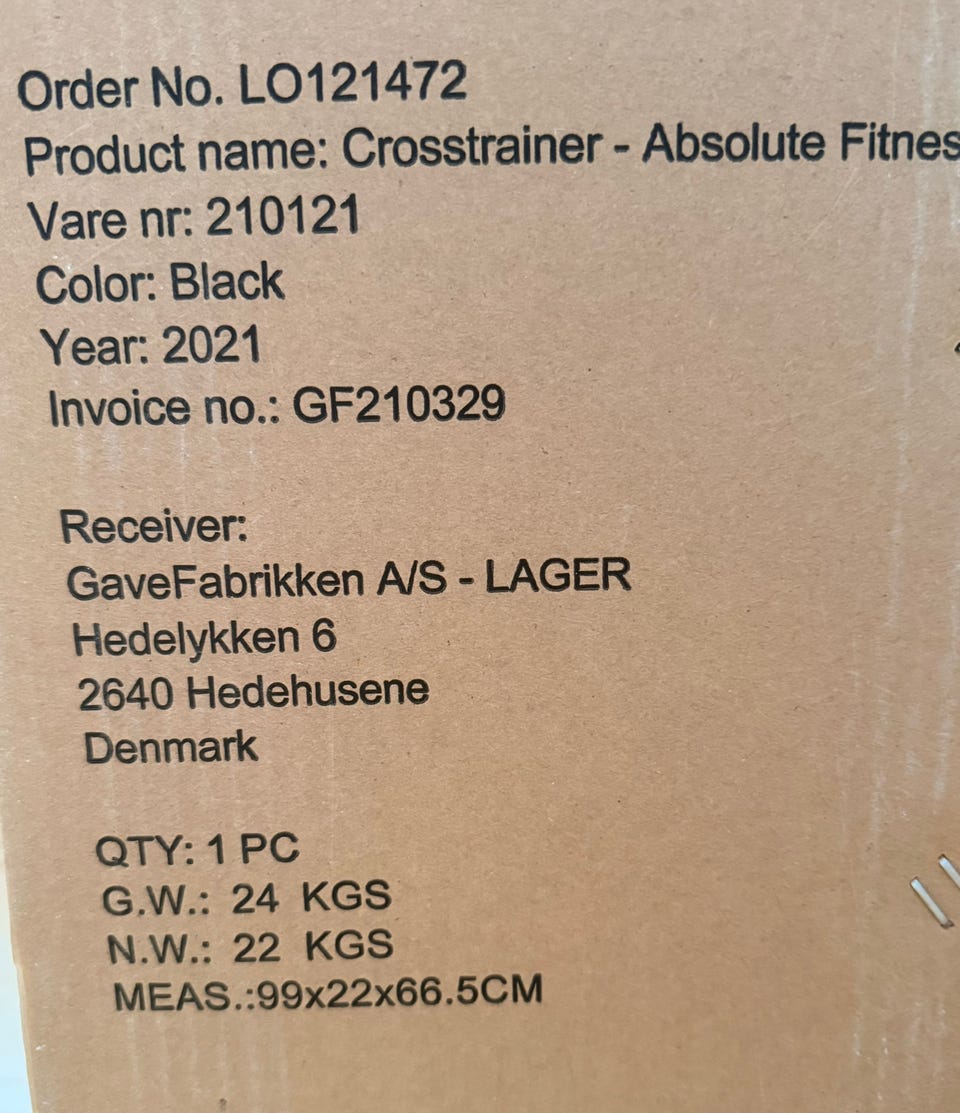 Order No. LO121472
Product name: Crosstrainer - Absolute Fitnes
Vare nr: 210121
Color: Black
Year: 2021
Invoice no.: GF210329
Receiver:
GaveFabrikken A/S - LAGER
Hedelykken 6
2640 Hedehusene
Denmark
QTY: 1 PC
G.W.: 24 KGS
N.W.: 22 KGS
MEAS.:99x22x66.5CM